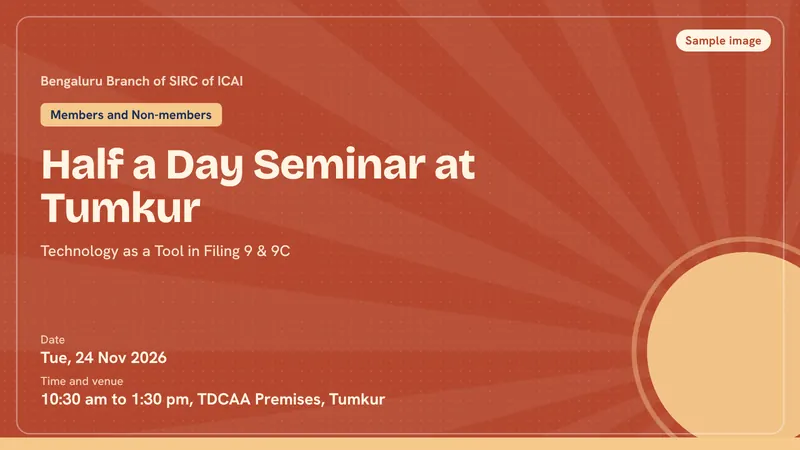 Sample image
Bengaluru Branch of SIRC of ICAI
Members and Non-members
Half a Day Seminar at
Tumkur
Technology as a Tool in Filing 9 & 9C
Date
Tue, 24 Nov 2026
Time and venue
10:30 am to 1:30 pm, TDCAA Premises, Tumkur